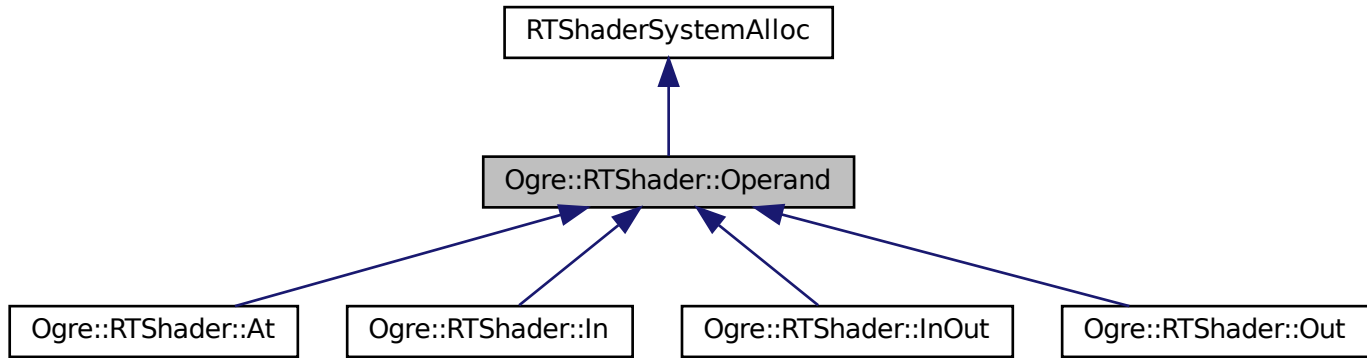 RTShaderSystemAlloc
Ogre::RTShader::Operand
Ogre::RTShader::At
Ogre::RTShader::In
Ogre::RTShader::InOut
Ogre::RTShader::Out